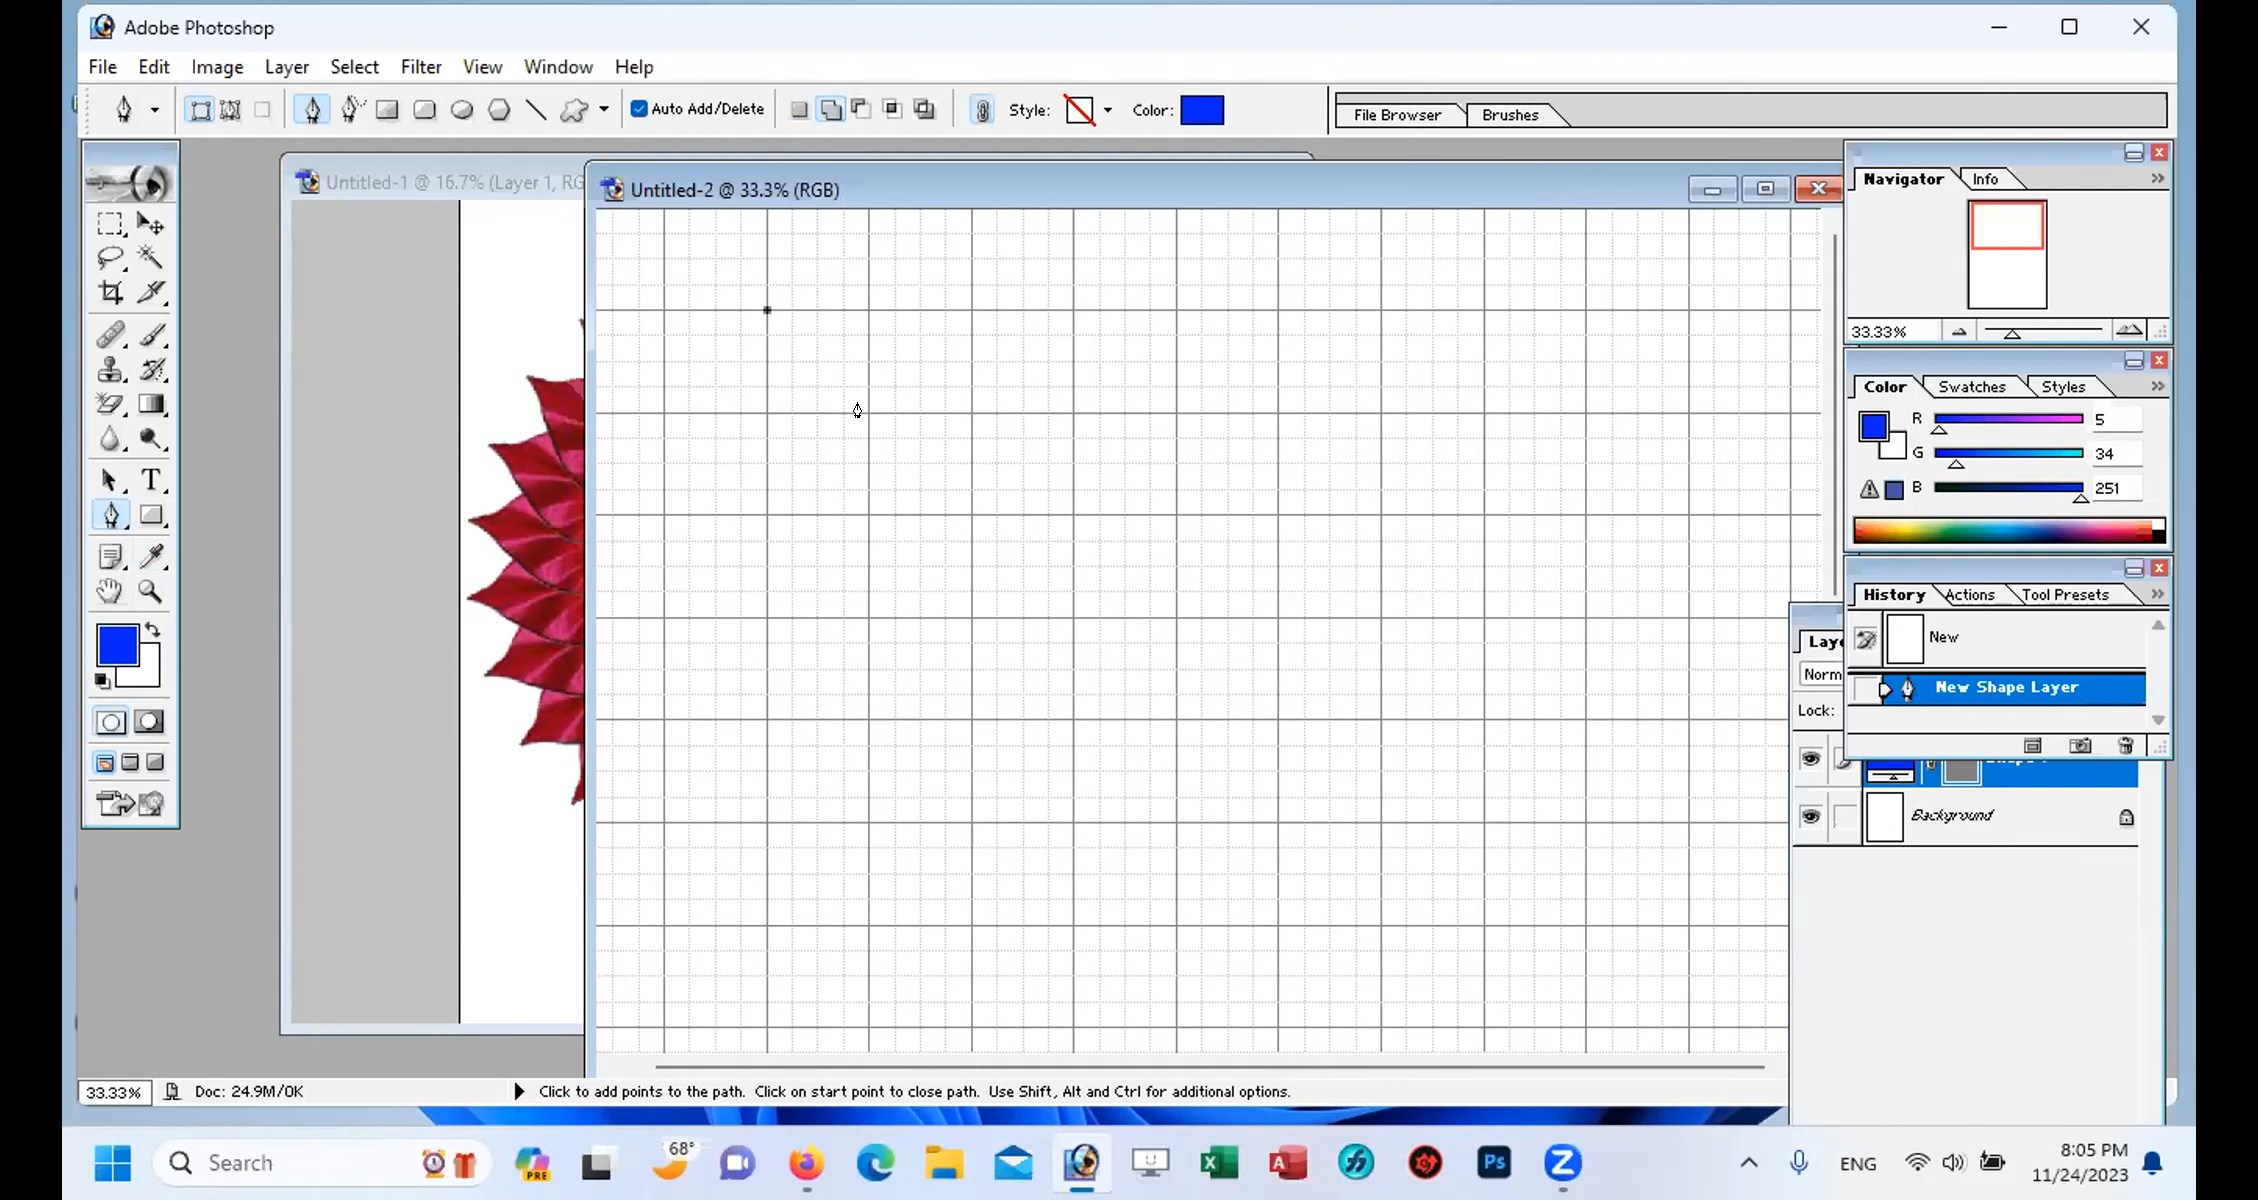 Adobe Photoshop
File Edit Image Layer Select Filter View Window Help
Auto Add/Delete Style: Color: File Browser Brushes
Untitled-1 @ 16.7% (Layer 1, RG
Untitled-2 @ 33.3% (RGB)
Navigator Info
33.33%
Color Swatches Styles
R 5
G 34
B 251
History Actions Tool Presets
New
New Shape Layer
Laye
Norm
Lock:
Background
33.33% Doc: 24.9M/0K Click to add points to the path. Click on start point to close path. Use Shift, Alt and Ctrl for additional options.
Search
PRE
68°
Ps
ENG
8:05 PM
11/24/2023